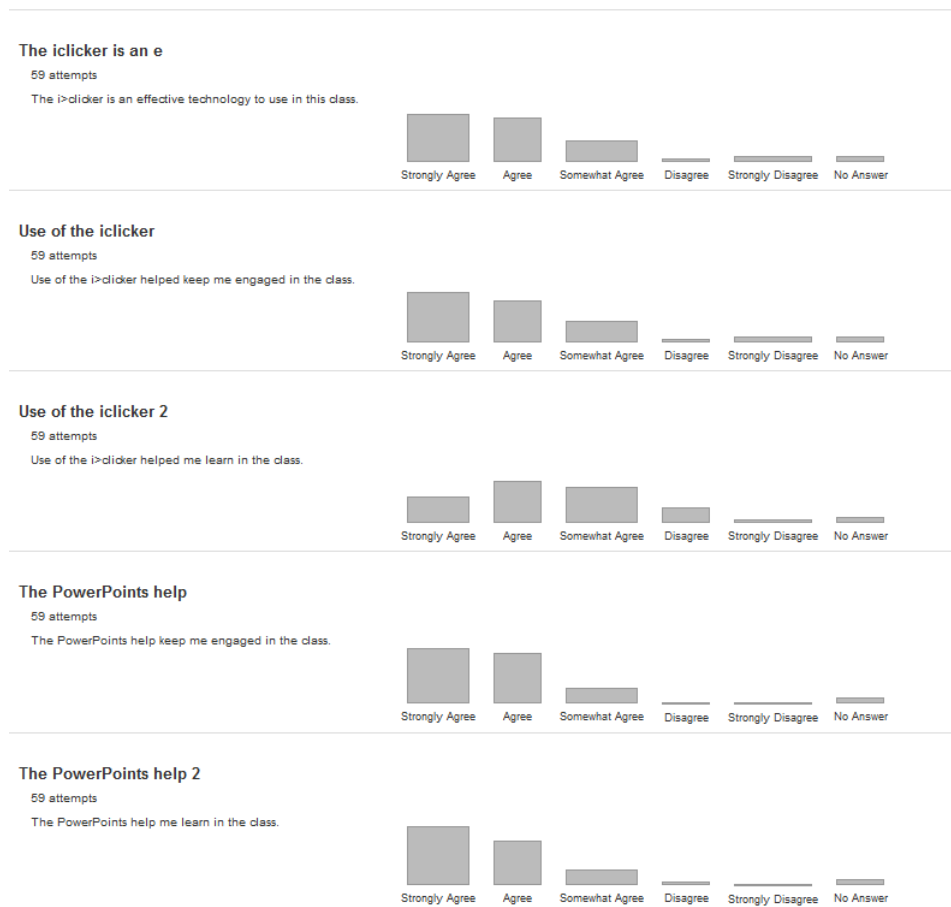 The iclicker is an e
59 attempts
The i>clicker is an effective technology to use in this class.
Strongly Agree Agree Somewhat Agree Disagree Strongly Disagree No Answer
Use of the iclicker
59 attempts
Use of the i>clicker helped keep me engaged in the class.
Strongly Agree Agree Somewhat Agree Disagree Strongly Disagree No Answer
Use of the iclicker 2
59 attempts
Use of the i>clicker helped me learn in the class.
Strongly Agree Agree Somewhat Agree Disagree Strongly Disagree No Answer
The PowerPoints help
59 attempts
The PowerPoints help keep me engaged in the class.
Strongly Agree Agree Somewhat Agree Disagree Strongly Disagree No Answer
The PowerPoints help 2
59 attempts
The PowerPoints help me learn in the class.
Strongly Agree Agree Somewhat Agree Disagree Strongly Disagree No Answer